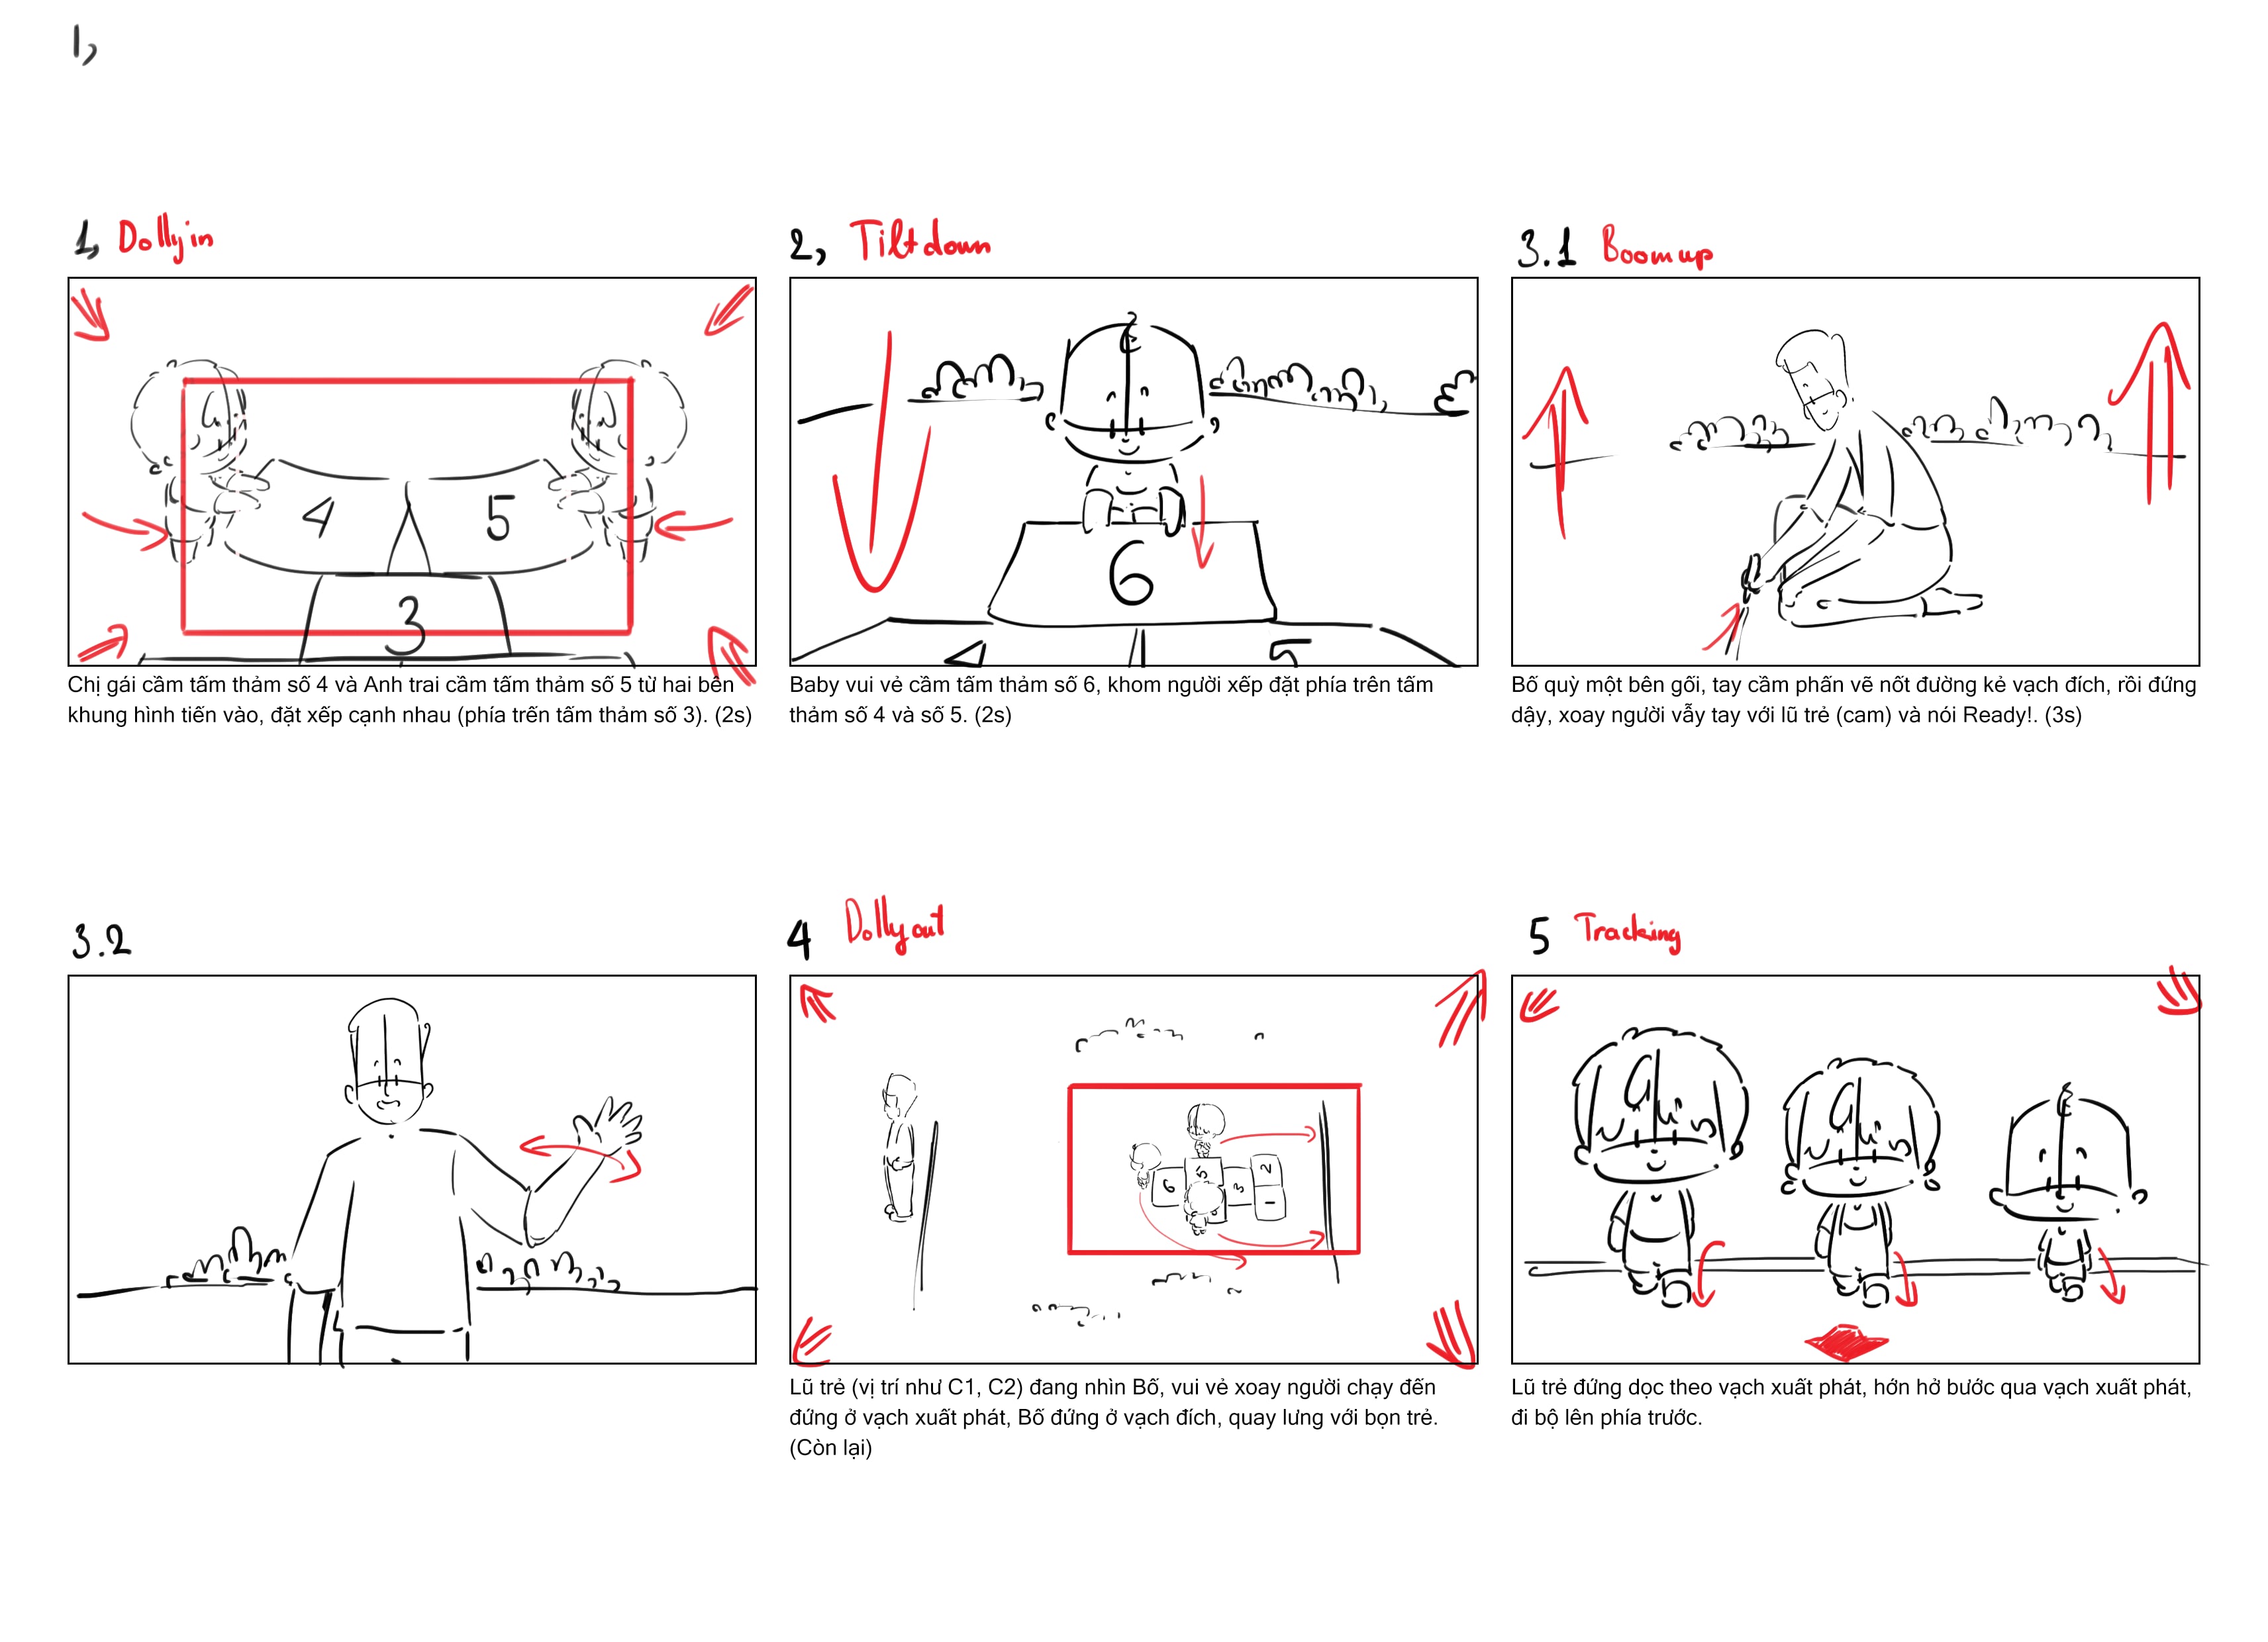 1,
1, Dolly in
2, Tilt down
3.1 Boom up
4 5
3
6
4 5
Chị gái cầm tấm thảm số 4 và Anh trai cầm tấm thảm số 5 từ hai bên
khung hình tiến vào, đặt xếp cạnh nhau (phía trến tấm thảm số 3). (2s)
Baby vui vẻ cầm tấm thảm số 6, khom người xếp đặt phía trên tấm
thảm số 4 và số 5. (2s)
Bố quỳ một bên gối, tay cầm phấn vẽ nốt đường kẻ vạch đích, rồi đứng
dậy, xoay người vẫy tay với lũ trẻ (cam) và nói Ready!. (3s)
3.2
4 Dolly out
5 Tracking
6 5 3 2
1
Lũ trẻ (vị trí như C1, C2) đang nhìn Bố, vui vẻ xoay người chạy đến
đứng ở vạch xuất phát, Bố đứng ở vạch đích, quay lưng với bọn trẻ.
(Còn lại)
Lũ trẻ đứng dọc theo vạch xuất phát, hớn hở bước qua vạch xuất phát,
đi bộ lên phía trước.